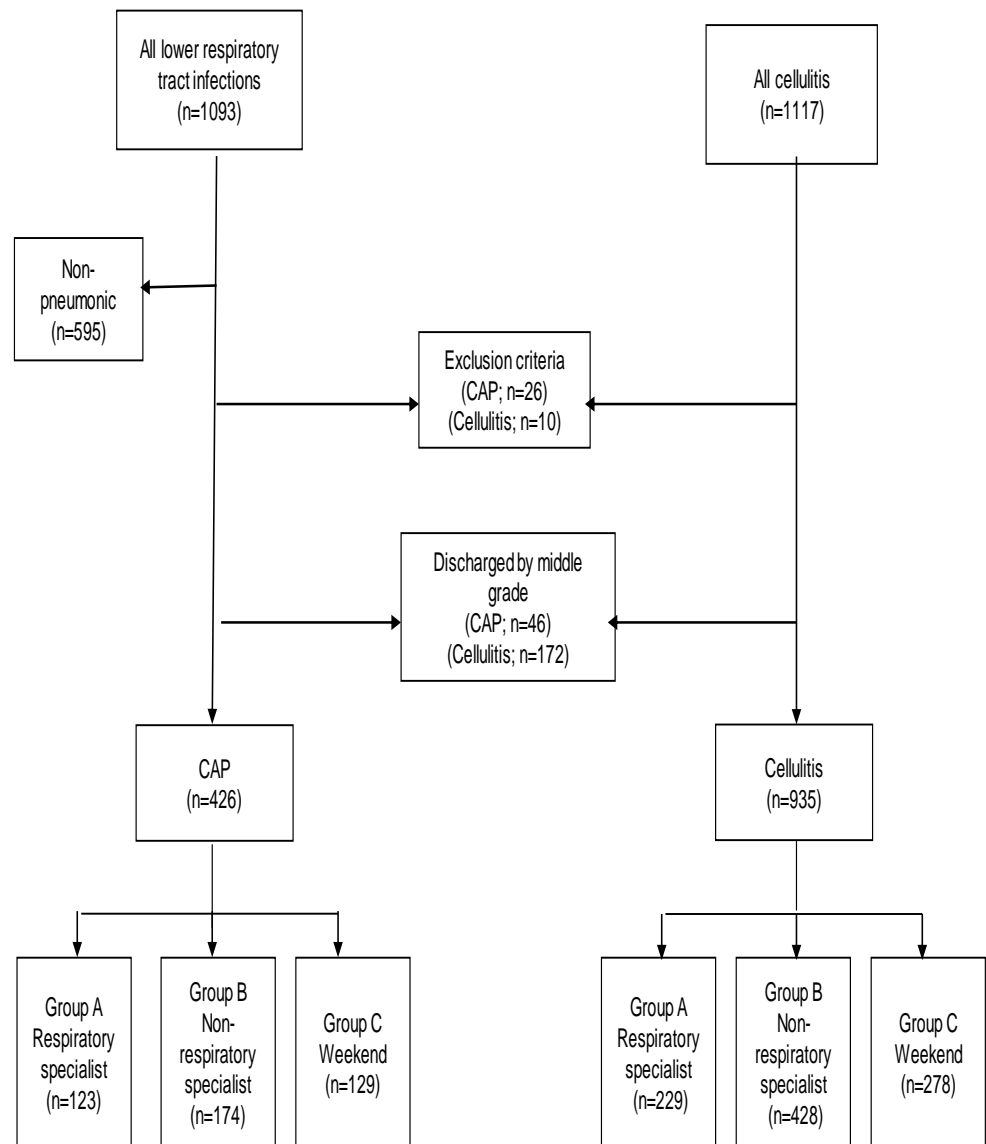 All lower respiratory
tract infections
(n=1093)
All cellulitis
(n=1117)
Non-
pneumonic
(n=595)
Exclusion criteria
(CAP; n=26)
(Cellulitis; n=10)
Discharged by middle
grade
(CAP; n=46)
(Cellulitis; n=172)
CAP
(n=426)
Cellulitis
(n=935)
Group A
Respiratory
specialist
(n=123)
Group B
Non-
respiratory
specialist
(n=174)
Group C
Weekend
(n=129)
Group A
Respiratory
specialist
(n=229)
Group B
Non-
respiratory
specialist
(n=428)
Group C
Weekend
(n=278)